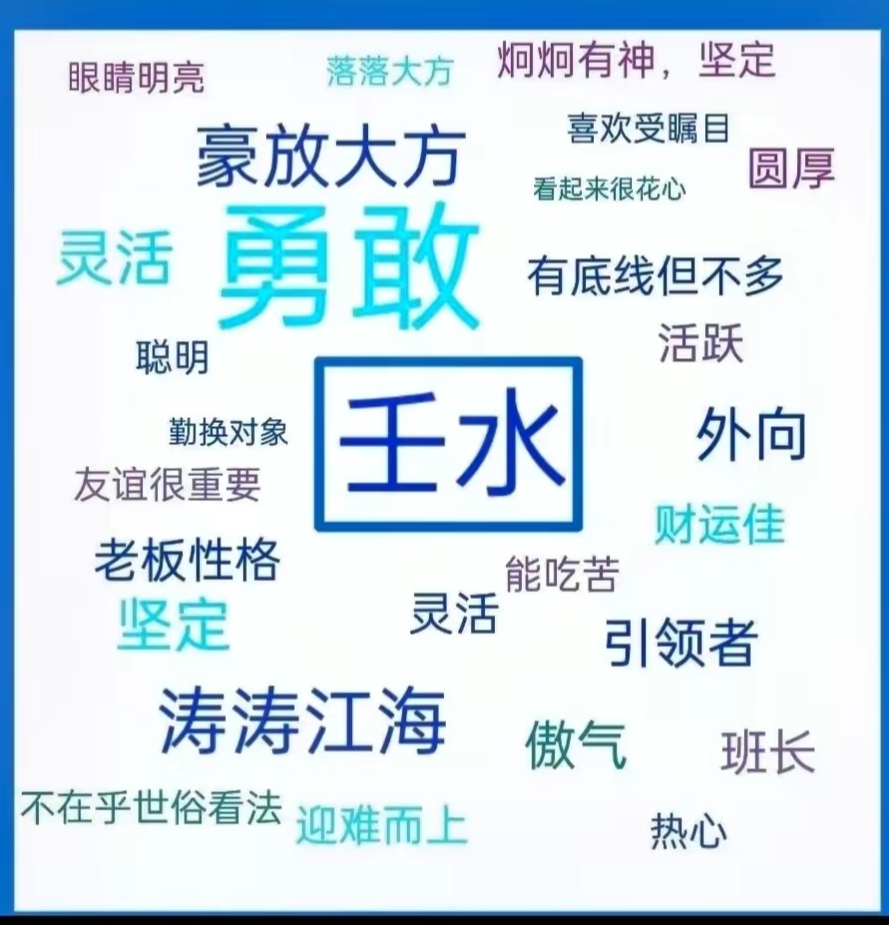 眼睛明亮
落落大方
炯炯有神，坚定
豪放大方
喜欢受瞩目
圆厚
看起来很花心
灵活
勇敢
有底线但不多
聪明
活跃
壬水
勤换对象
外向
友谊很重要
财运佳
老板性格
能吃苦
坚定
灵活
引领者
涛涛江海
傲气
班长
不在乎世俗看法
迎难而上
热心